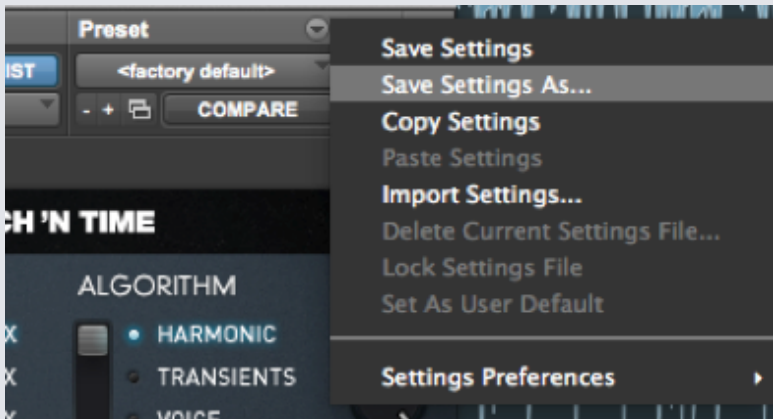 Preset
IST
<factory default>
- +
COMPARE
Save Settings
Save Settings As...
Copy Settings
Paste Settings
Import Settings...
Delete Current Settings File...
Lock Settings File
Set As User Default
Settings Preferences
CH 'N TIME
ALGORITHM
X
HARMONIC
X
TRANSIENTS
VOICE